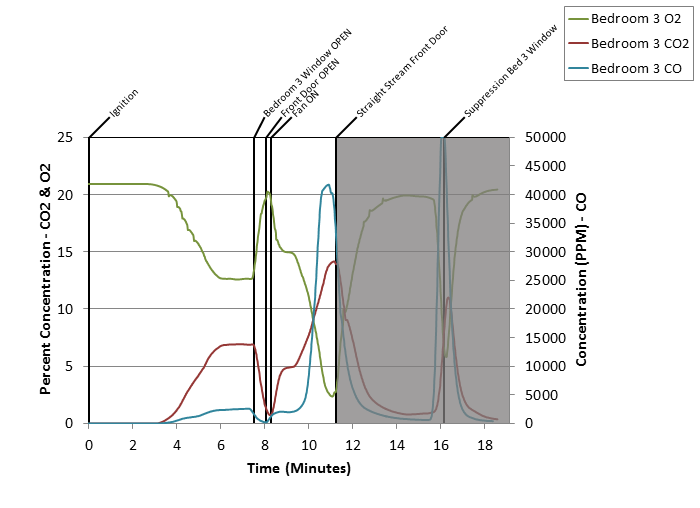 Bedroom 3 O2
Bedroom 3 CO2
Bedroom 3 CO
Ignition
Bedroom 3 Window OPEN
Front Door OPEN
Fan ON
Straight Stream Front Door
Suppression Bed 3 Window
25
20
15
10
5
0
Percent Concentration - CO2 & O2
50000
45000
40000
35000
30000
25000
20000
15000
10000
5000
0
Concentration (PPM) - CO
0 2 4 6 8 10 12 14 16 18
Time (Minutes)